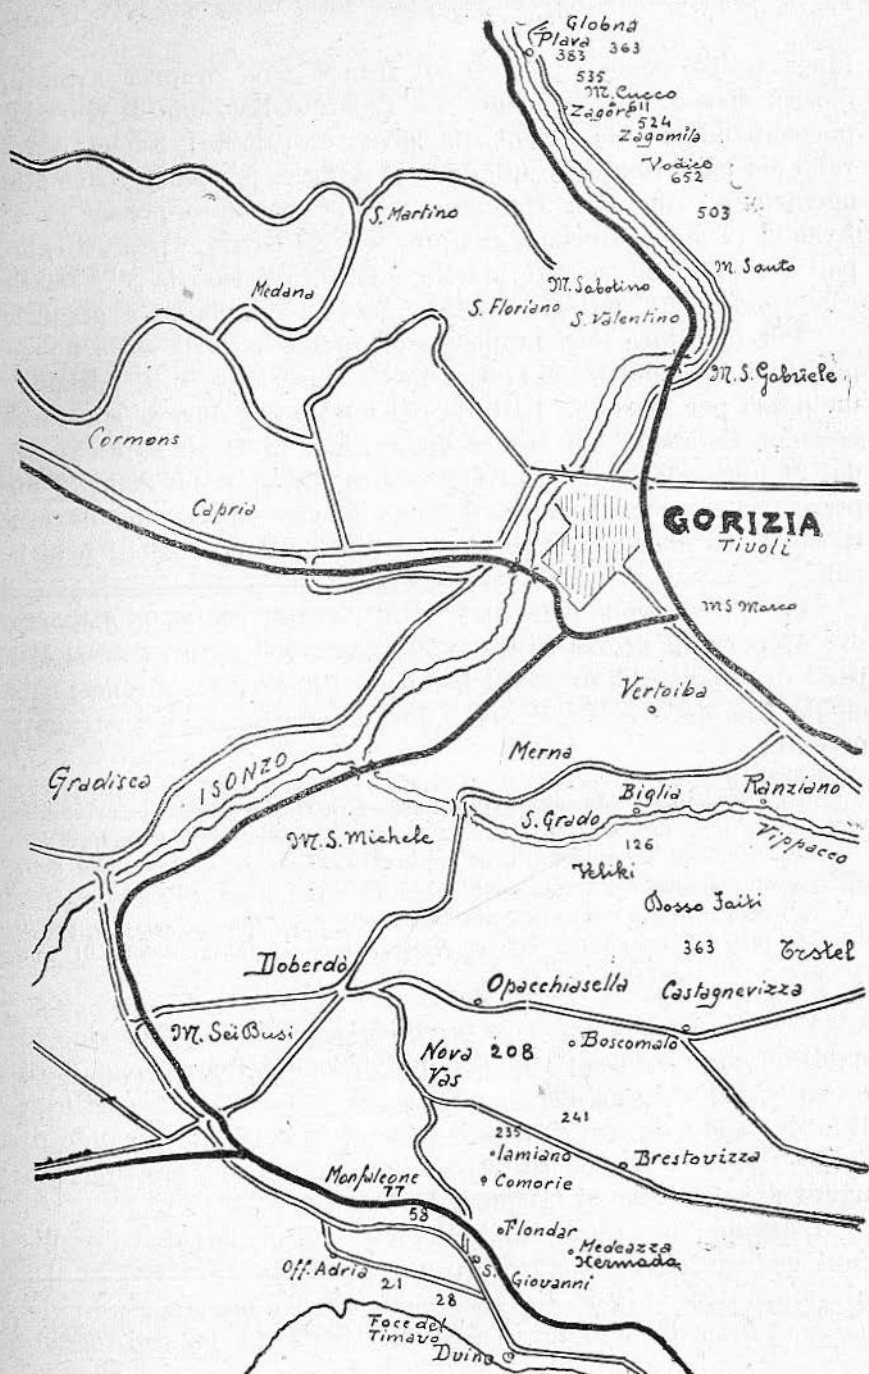 Globna
Plava 363
383
535
M. Cucco
Zagora 611
524
Zagomila
Vodice
652
503
S. Martino
M. Santo
Medana
M. Sabotino
S. Floriano
S. Valentino
M. S. Gabriele
Cormons
Capria
GORIZIA
Tivoli
M S Marco
Vertoiba
Merna
Gradisca
ISONZO
Biglia
Ranziano
S. Grado
Vippacco
M. S. Michele
126
Veliki
Dosso Faiti
363
Erstel
Doberdò
Opacchiasella
Castagnevizza
M. Sei Busi
Nova
Vas
208
Boscomalo
241
235
Iamiano
Brestovizza
Comorie
Monfalcone
77
58
Flondar
Medeazza
Hermada
Off. Adria
S. Giovanni
21
28
Foce del
Timavo
Duino